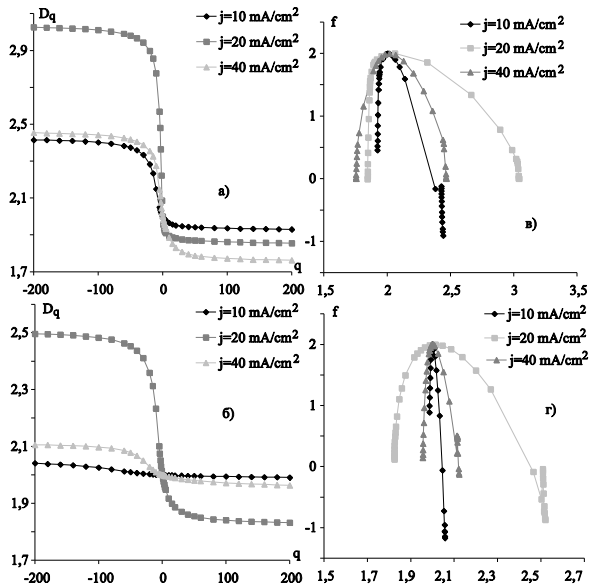 Dq
j=10 mA/cm2
j=20 mA/cm2
j=40 mA/cm2
2,9
2,5
2,1
1,7
-200
-100
0
100
200
q
a)
f
j=10 mA/cm2
j=20 mA/cm2
j=40 mA/cm2
2
1
0
-1
1,5
2
2,5
3
3,5
в)
Dq
j=10 mA/cm2
j=20 mA/cm2
j=40 mA/cm2
2,5
2,3
2,1
1,9
1,7
-200
-100
0
100
200
q
б)
f
j=10 mA/cm2
j=20 mA/cm2
j=40 mA/cm2
2
1
0
-1
1,5
1,7
1,9
2,1
2,3
2,5
2,7
г)